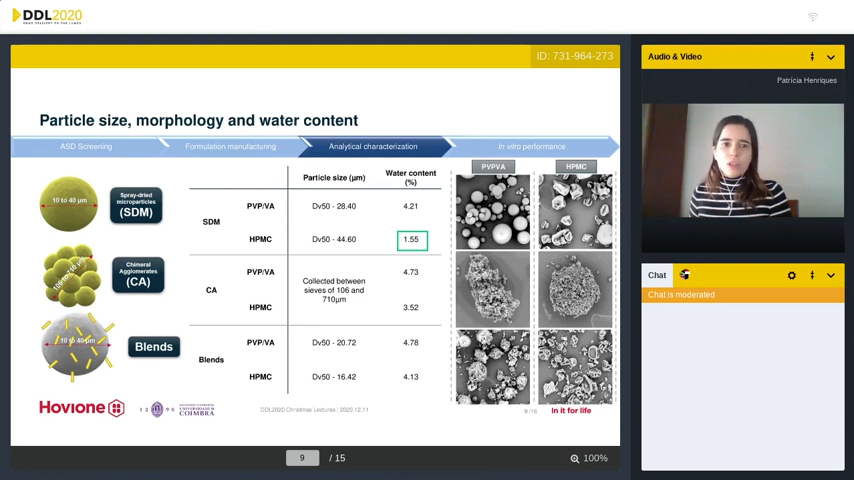 DDL2020
ID: 731-964-273
Audio & Video
Patrícia Henriques
Particle size, morphology and water content
ASD Screening
Formulation manufacturing
Analytical characterization
In vitro performance
Particle size (µm)
Water content
(%)
PVPVA
HPMC
10 to 40 µm
Spray-dried
microparticles
(SDM)
SDM
PVP/VA
Dv50 - 28.40
4.21
HPMC
Dv50 - 44.60
1.55
Chimeral
Agglomerates
(CA)
CA
PVP/VA
Collected between
sieves of 106 and
710µm
4.73
HPMC
3.52
10 to 40 µm
Blends
Blends
PVP/VA
Dv50 - 20.72
4.78
HPMC
Dv50 - 16.42
4.13
Chat
Chat is moderated
Hovione
1 2 9 0
UNIVERSIDADE D
COIMBRA
DDL2020 Christmas Lectures : 2020.12.11
9 /16
In it for life
9 / 15
100%